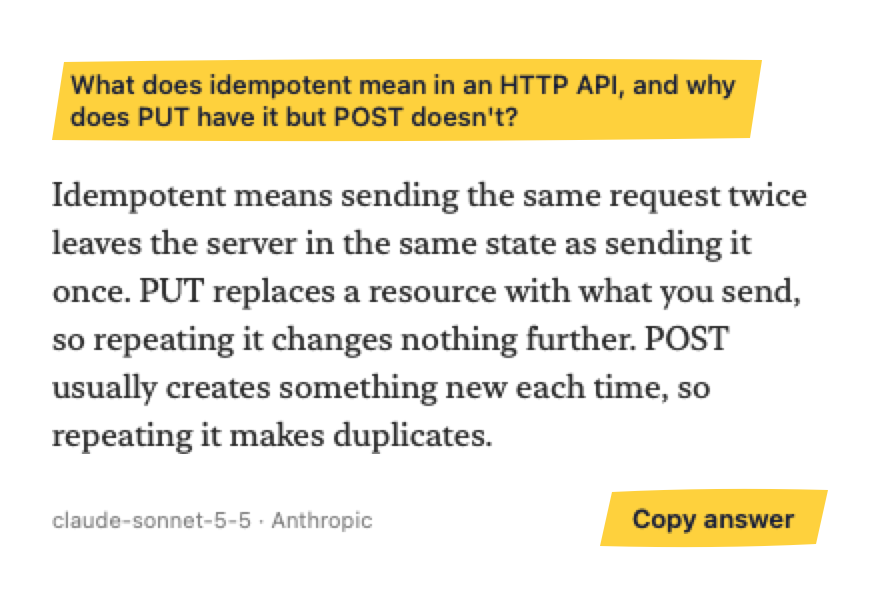 What does idempotent mean in an HTTP API, and why
does PUT have it but POST doesn't?
Idempotent means sending the same request twice
leaves the server in the same state as sending it
once. PUT replaces a resource with what you send,
so repeating it changes nothing further. POST
usually creates something new each time, so
repeating it makes duplicates.
claude-sonnet-5-5 · Anthropic
Copy answer